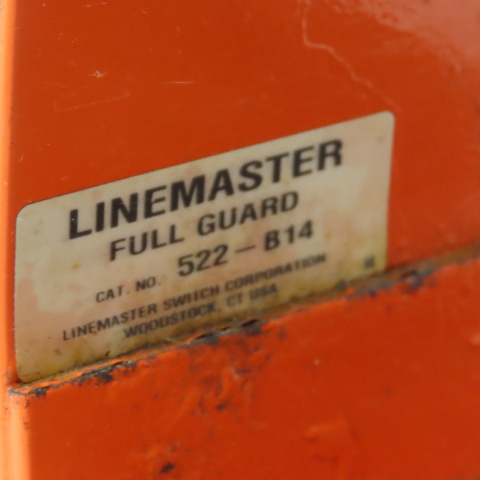 LINEMASTER
FULL GUARD
CAT. NO. 522-B14
LINEMASTER SWITCH CORPORATION
WOODSTOCK, CT USA